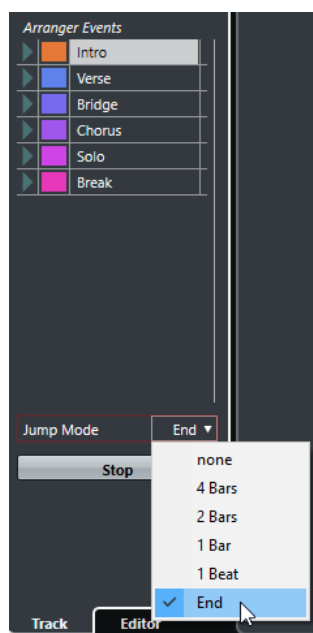 Arranger Events
Intro
Verse
Bridge
Chorus
Solo
Break
Jump Mode End
Stop
none
4 Bars
2 Bars
1 Bar
1 Beat
End
Track Editor